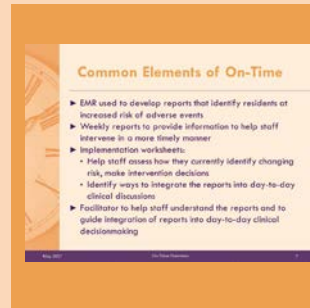 Common Elements of On-Time
► EMR used to develop reports that identify residents at
increased risk of adverse events
► Weekly reports to provide information to help staff
intervene in a more timely manner
► Implementation worksheets:
• Help staff assess how they currently identify changing
risk, make intervention decisions
• Identify ways to integrate the reports into day-to-day
clinical discussions
► Facilitator to help staff understand the reports and to
guide integration of reports into day-to-day clinical
decisionmaking